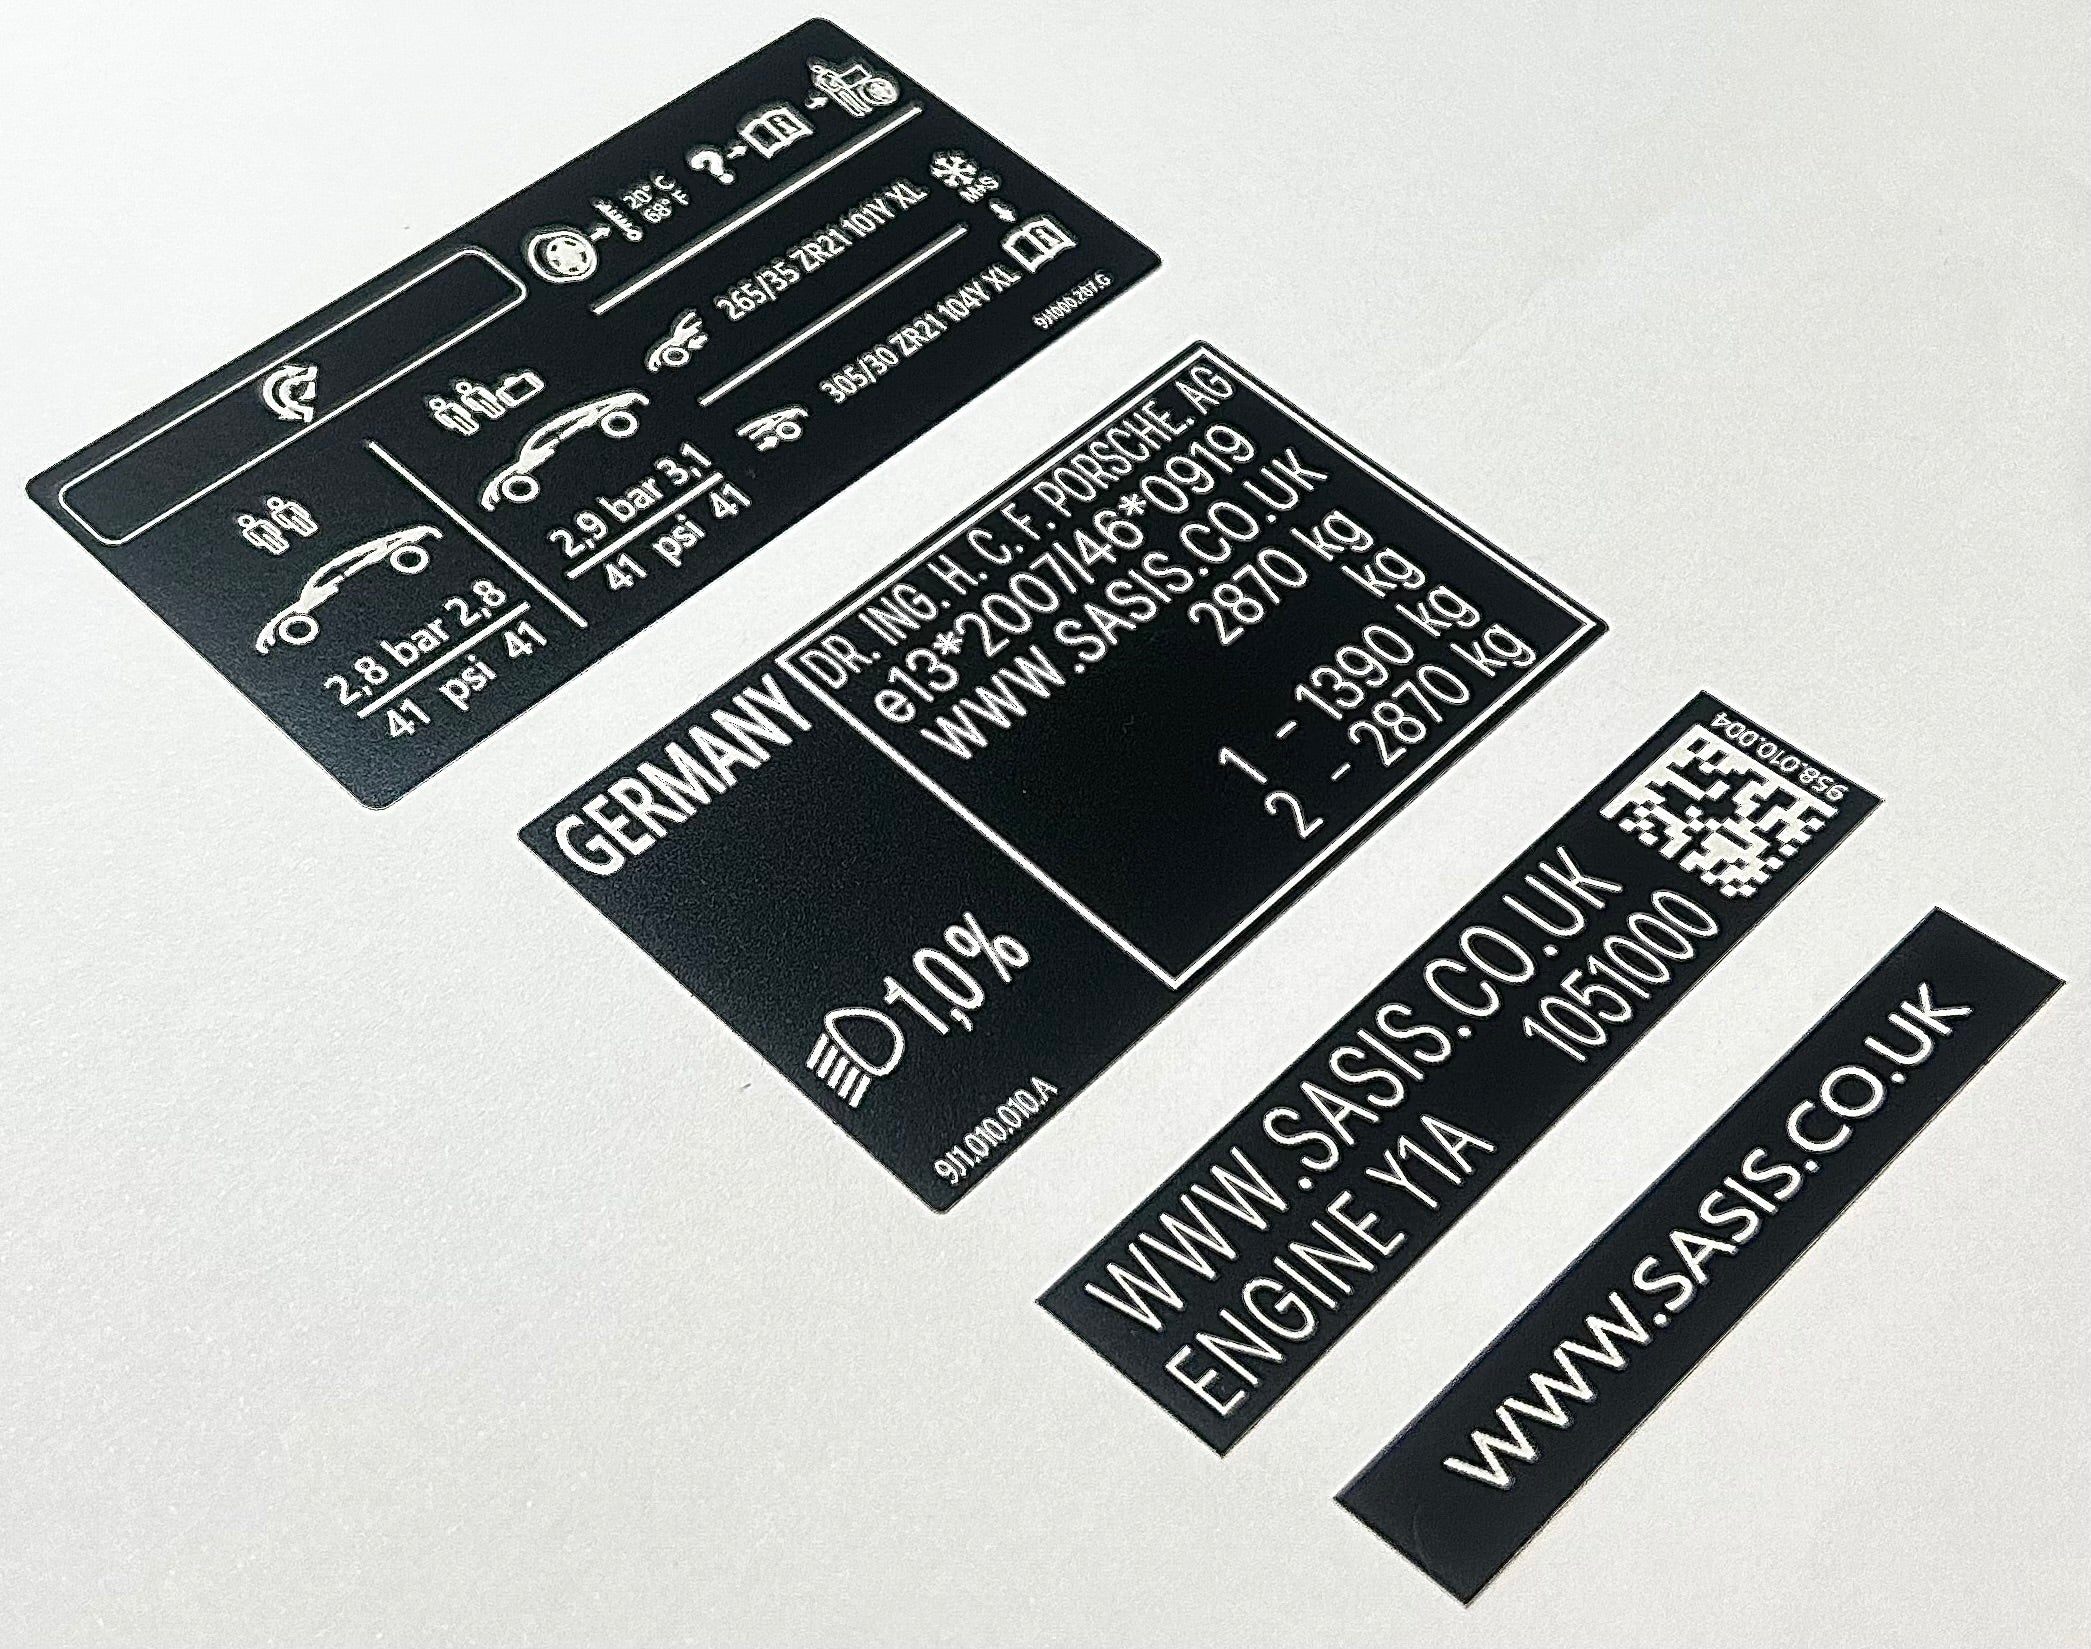 20° C
68° F
265/35 ZR21 101Y XL
M+S
305/30 ZR21 104Y XL
2,9 bar 3,1
41 psi 41
2,8 bar 2,8
41 psi 41
GERMANY
DR. ING. H. C. F. PORSCHE. AG
e13*2007/46*0919
WWW.SASIS.CO.UK
2870 kg
kg
1 - 1390 kg
2 - 2870 kg
1,0%
9J1.010.010.A
WWW.SASIS.CO.UK
ENGINE Y1A 1051000
958.010.004
WWW.SASIS.CO.UK